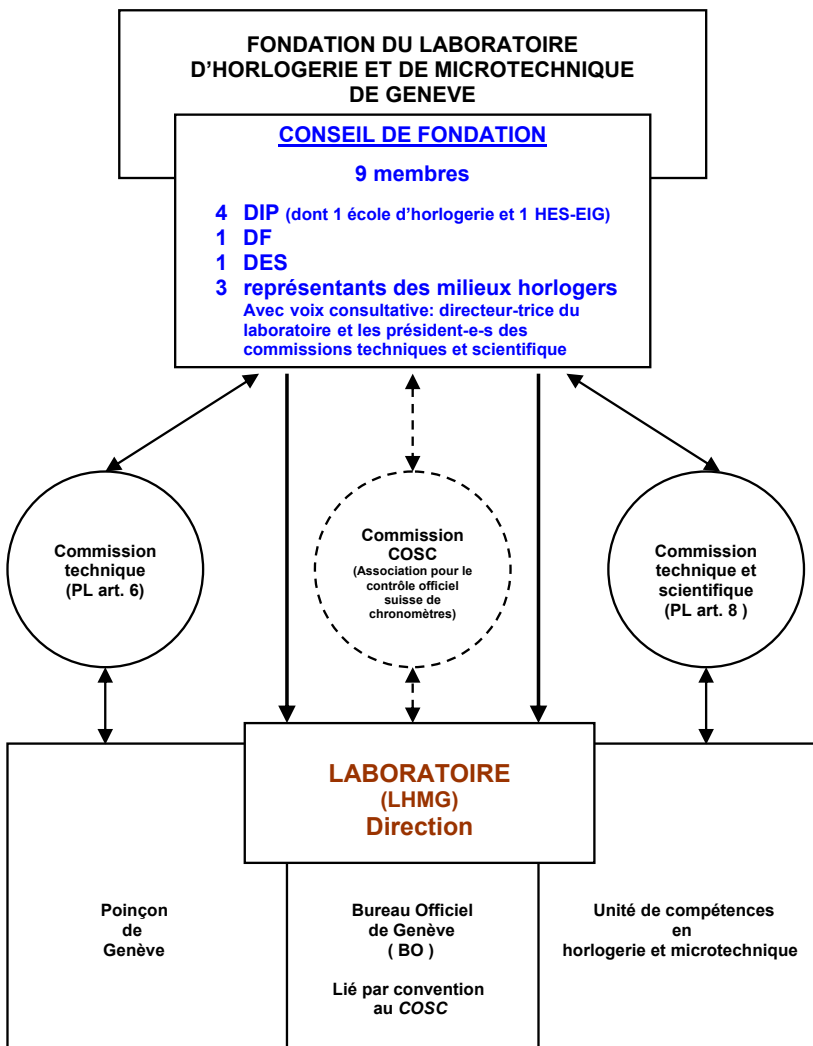 FONDATION DU LABORATOIRE
D'HORLOGERIE ET DE MICROTECHNIQUE
DE GENEVE
CONSEIL DE FONDATION
9 membres
4 DIP (dont 1 école d'horlogerie et 1 HES-EIG)
1 DF
1 DES
3 représentants des milieux horlogers
Avec voix consultative: directeur-trice du
laboratoire et les président-e-s des
commissions techniques et scientifique
Commission
technique
(PL art. 6)
Commission
COSC
(Association pour le
contrôle officiel
suisse de
chronomètres)
Commission
technique et
scientifique
(PL art. 8 )
LABORATOIRE
(LHMG)
Direction
Poinçon
de
Genève
Bureau Officiel
de Genève
( BO )
Lié par convention
au COSC
Unité de compétences
en
horlogerie et microtechnique